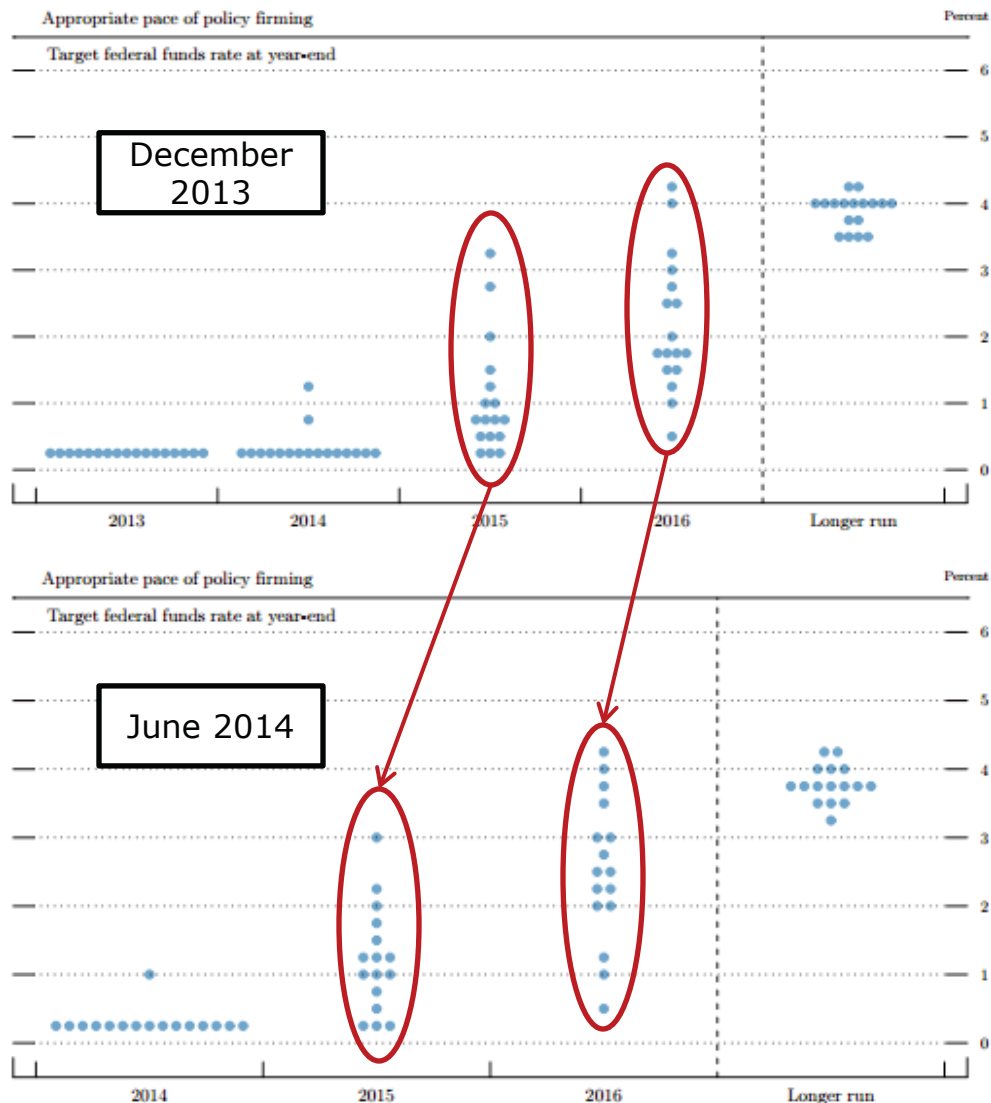 Appropriate pace of policy firming
Percent
Target federal funds rate at year-end
6
5
December
2013
4
3
2
1
0
2013 2014 2015 2016 Longer run
Appropriate pace of policy firming
Percent
Target federal funds rate at year-end
6
5
June 2014
4
3
2
1
0
2014 2015 2016 Longer run